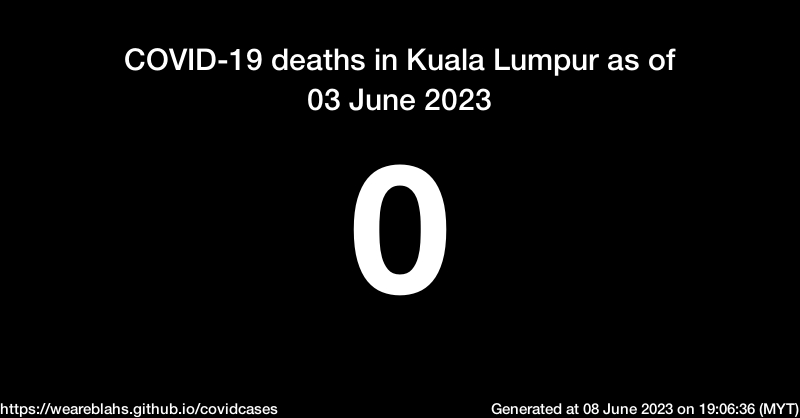 COVID-19 deaths in Kuala Lumpur as of
03 June 2023
0
https://weareblahs.github.io/covidcases
Generated at 08 June 2023 on 19:06:36 (MYT)